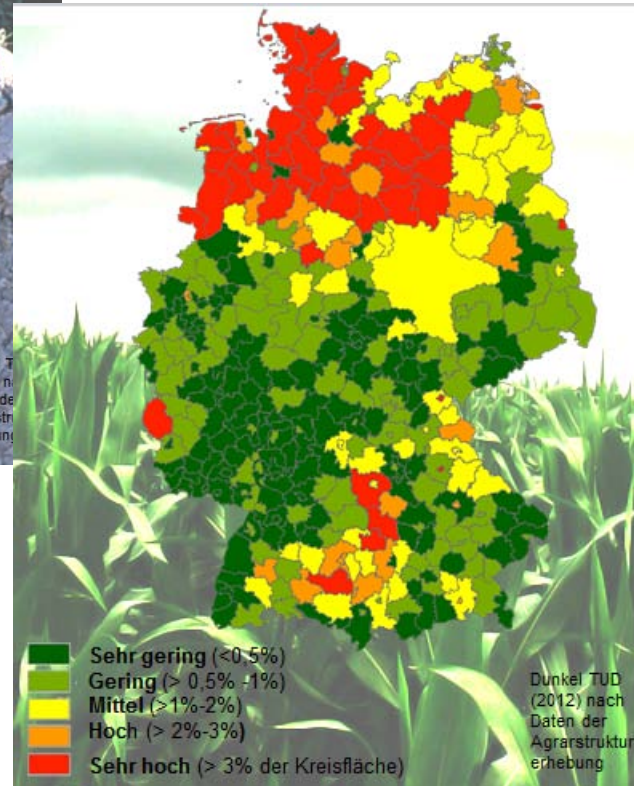 Sehr gering (<0,5%)
Gering (> 0,5% -1%)
Mittel (>1%-2%)
Hoch (> 2%-3%)
Sehr hoch (> 3% der Kreisfläche)
Dunkel TUD
(2012) nach
Daten der
Agrarstruktur
erhebung